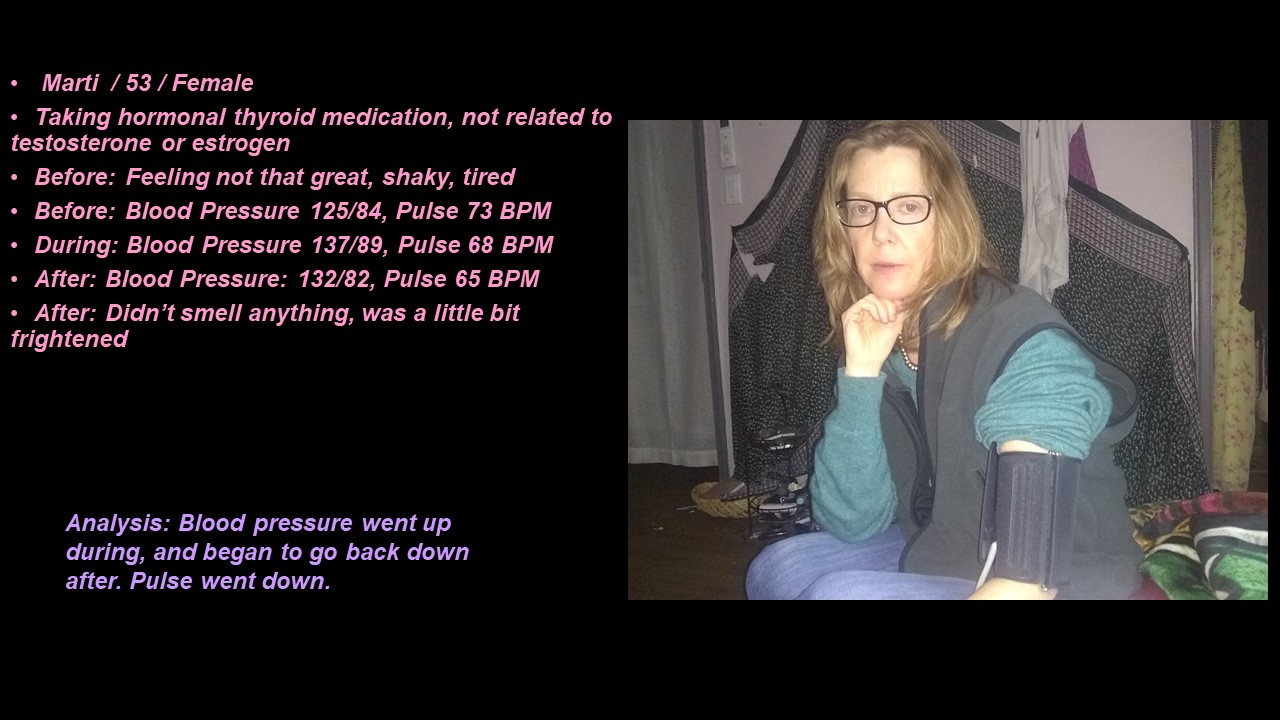 • Marti / 53 / Female
• Taking hormonal thyroid medication, not related to
testosterone or estrogen
• Before: Feeling not that great, shaky, tired
• Before: Blood Pressure 125/84, Pulse 73 BPM
• During: Blood Pressure 137/89, Pulse 68 BPM
• After: Blood Pressure: 132/82, Pulse 65 BPM
• After: Didn’t smell anything, was a little bit
frightened
Analysis: Blood pressure went up
during, and began to go back down
after. Pulse went down.